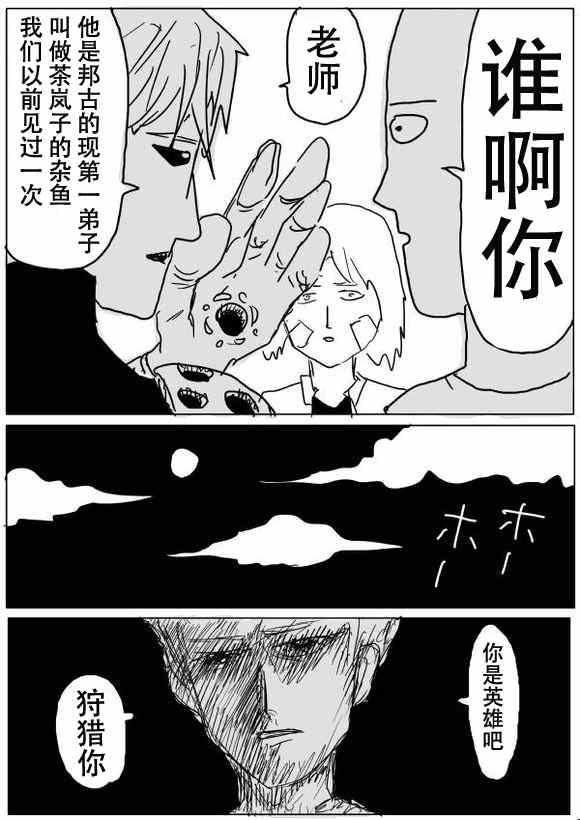 谁啊你
老师
他是邦古的现第一弟子
叫做茶岚子的杂鱼
我们以前见过一次
ホー
ホー
你是英雄吧
狩猎你